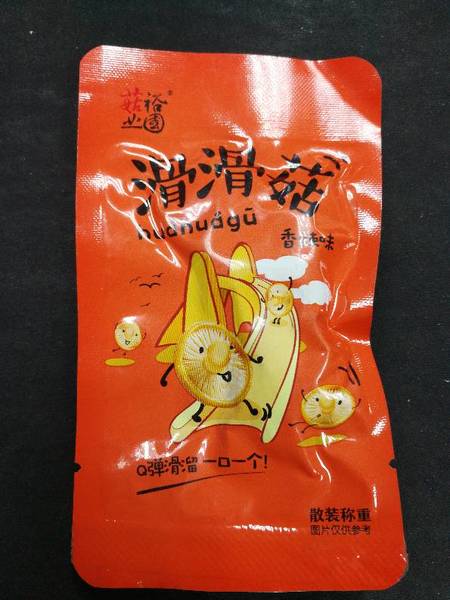 裕园®
菇业
滑滑菇
huahuagū
香辣味
Q弹滑溜 一口一个!
散装称重
图片仅供参考